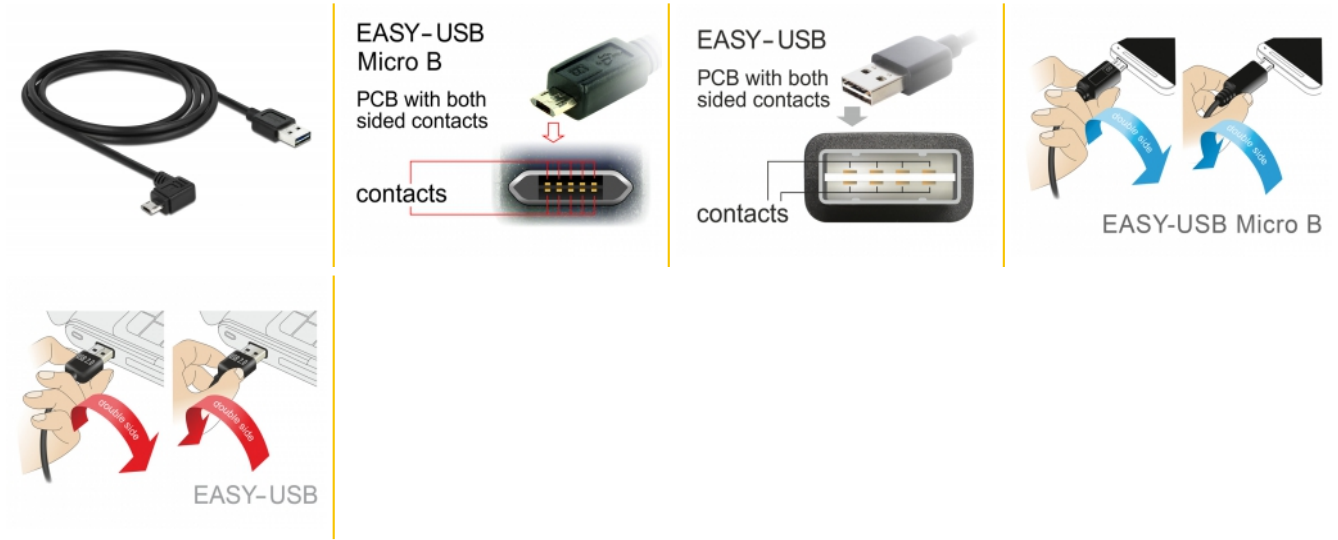 EASY-USB
Micro B
PCB with both
sided contacts
contacts
EASY-USB
PCB with both
sided contacts
contacts
double side
double side
EASY-USB Micro B
double side
double side
EASY-USB